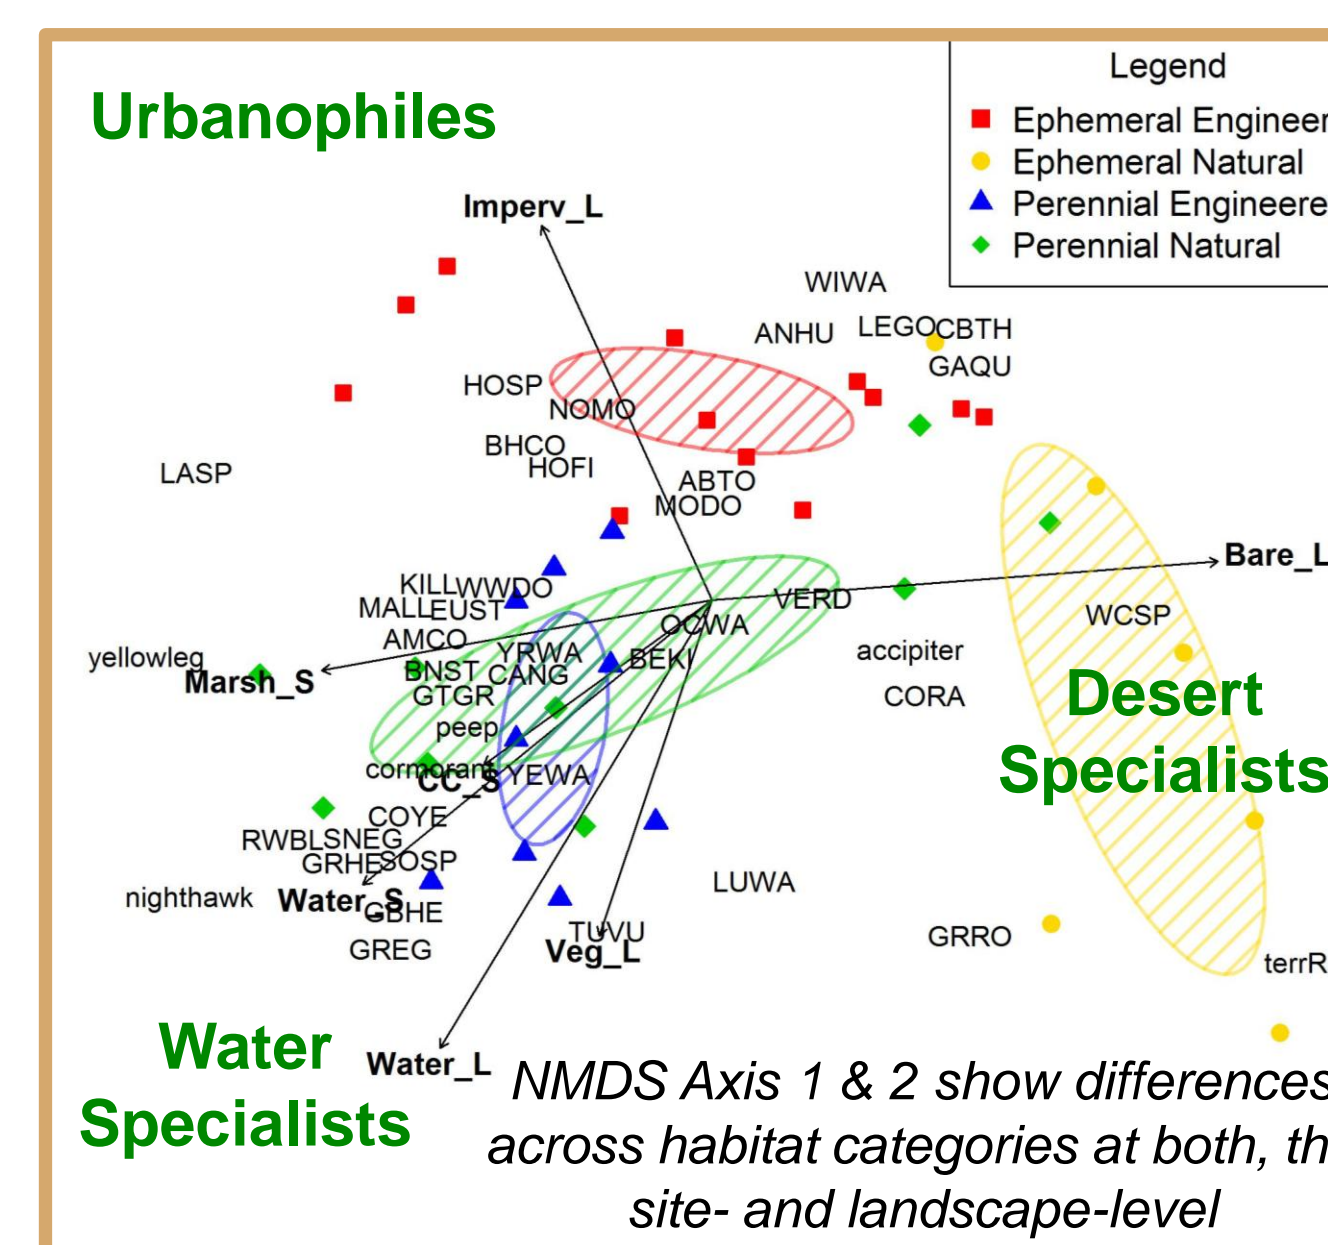 Urbanophiles
Legend
Ephemeral Engineer
Ephemeral Natural
Perennial Engineere
Perennial Natural
Imperv_L
WIWA
ANHU
LEGO
CBTH
GAQU
HOSP
NOMO
BHCO
HOFI
LASP
ABTO
MODO
Bare_L
KILL
WWDO
MALL
EUST
VERD
WCSP
AMCO
OCWA
yellowleg
Marsh_S
YRWA
BEKI
accipiter
BNST
CANG
GTGR
CORA
Desert
Specialists
peep
cormorant
CC_S
YEWA
COYE
RWBL
SNEG
GRHE
SOSP
nighthawk
Water_S
GBHE
LUWA
GREG
TUVU
Veg_L
GRRO
terrR
Water
Specialists
Water_L
NMDS Axis 1 & 2 show differences
across habitat categories at both, th
site- and landscape-level